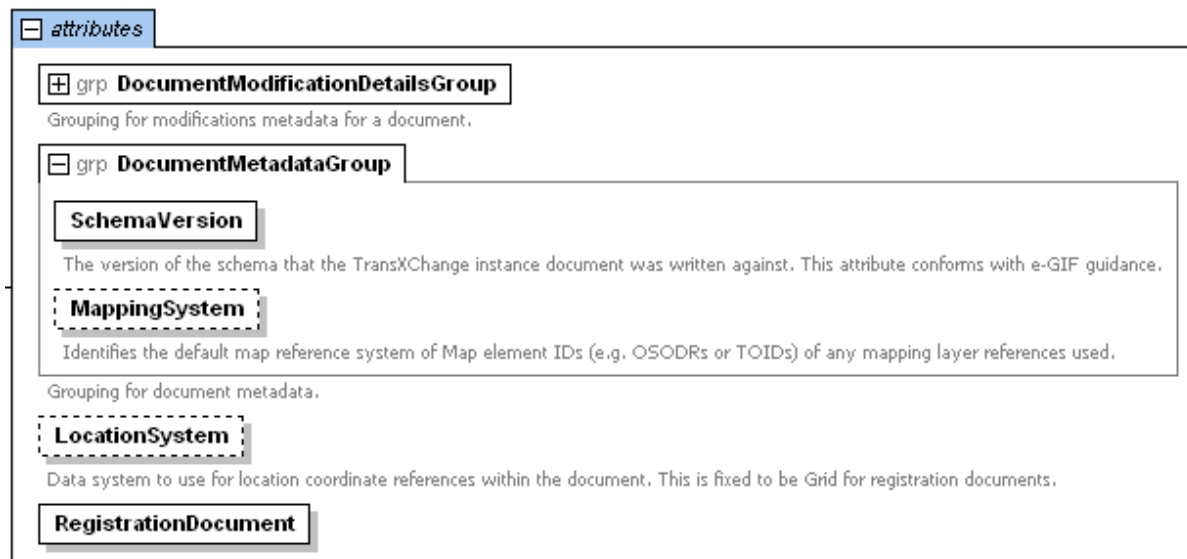 attributes
grp DocumentModificationDetailsGroup
Grouping for modifications metadata for a document.
grp DocumentMetadataGroup
SchemaVersion
The version of the schema that the TransXChange instance document was written against. This attribute conforms with e-GIF guidance.
MappingSystem
Identifies the default map reference system of Map element IDs (e.g. OSODRs or TOIDs) of any mapping layer references used.
Grouping for document metadata.
LocationSystem
Data system to use for location coordinate references within the document. This is fixed to be Grid for registration documents.
RegistrationDocument